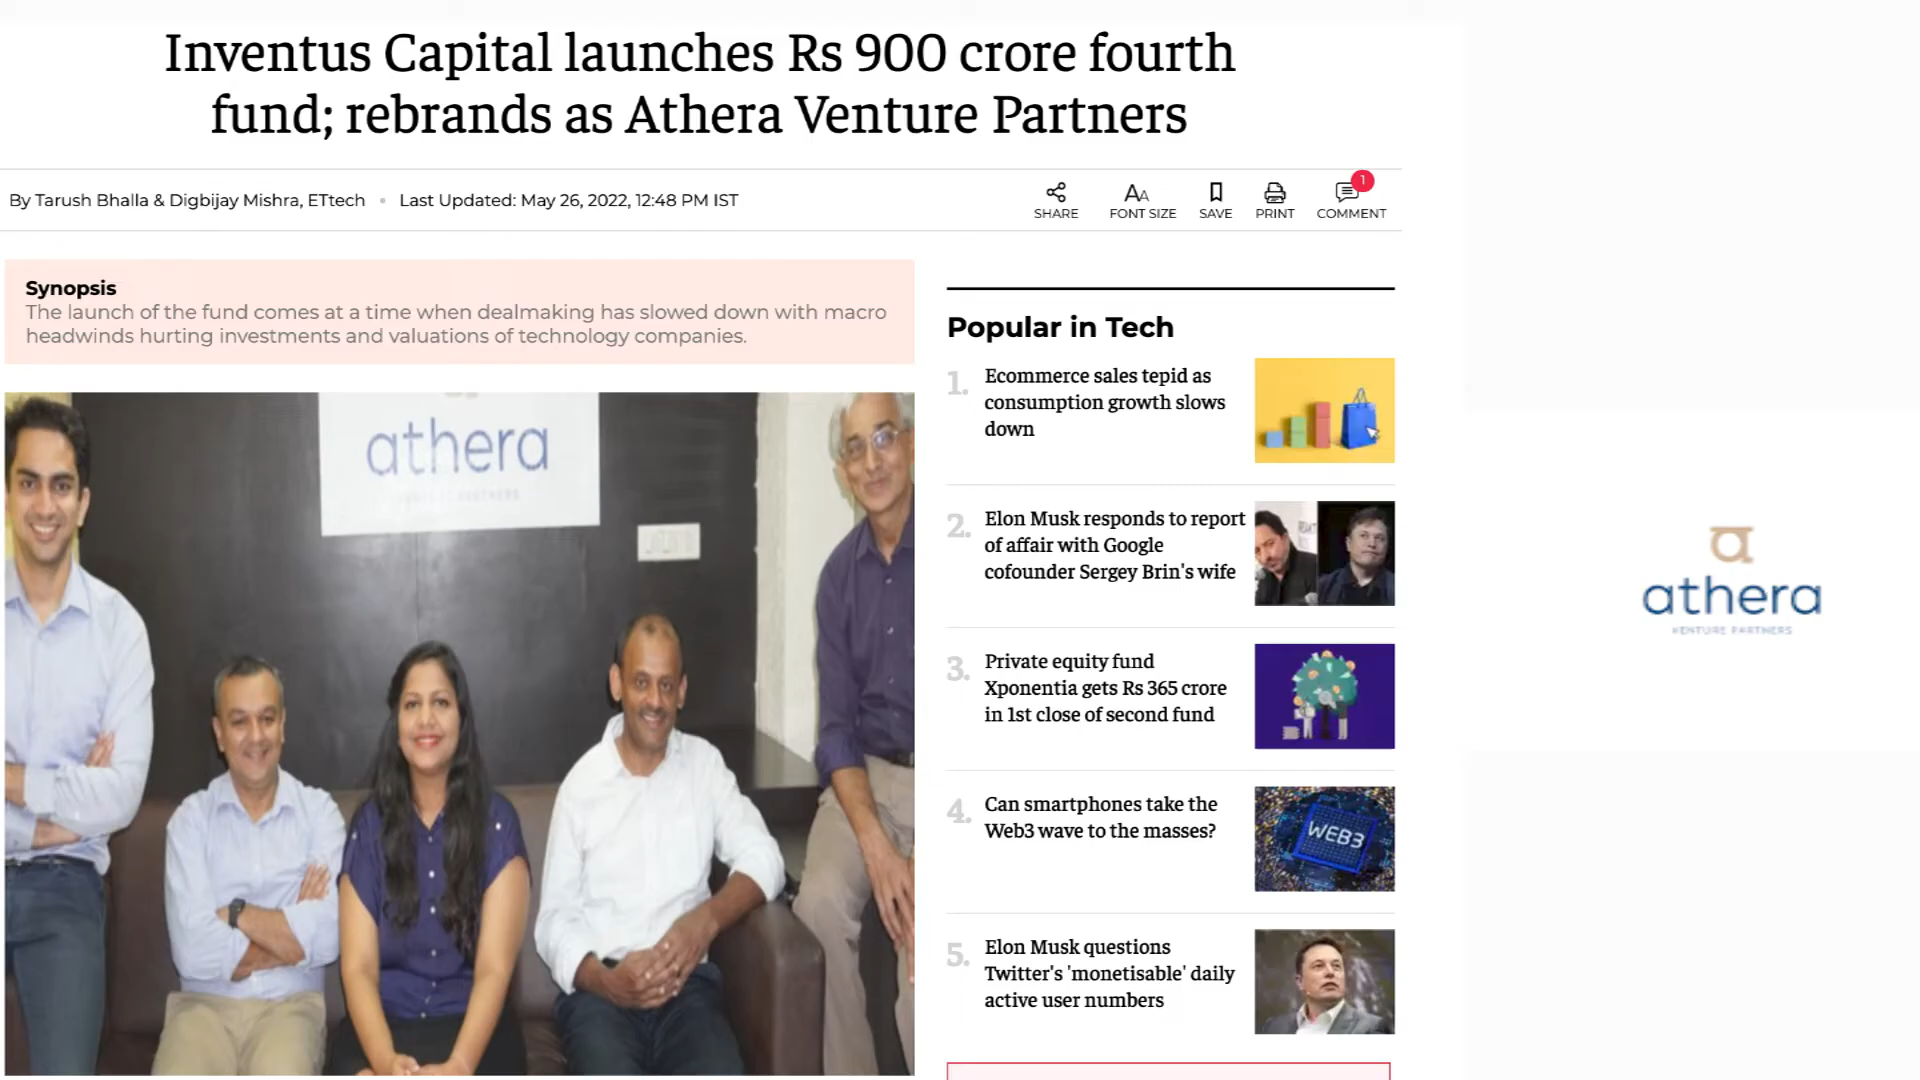 Inventus Capital launches Rs 900 crore fourth
fund; rebrands as Athera Venture Partners
By Tarush Bhalla & Digbijay Mishra, ETtech • Last Updated: May 26, 2022, 12:48 PM IST
SHARE
AA
FONT SIZE
SAVE
PRINT
1
COMMENT
Synopsis
The launch of the fund comes at a time when dealmaking has slowed down with macro
headwinds hurting investments and valuations of technology companies.
athera
VENTURE PARTNERS
Popular in Tech
1. Ecommerce sales tepid as
consumption growth slows
down
2. Elon Musk responds to report
of affair with Google
cofounder Sergey Brin's wife
3. Private equity fund
Xponentia gets Rs 365 crore
in 1st close of second fund
4. Can smartphones take the
Web3 wave to the masses?
WEB3
5. Elon Musk questions
Twitter's 'monetisable' daily
active user numbers
athera
VENTURE PARTNERS